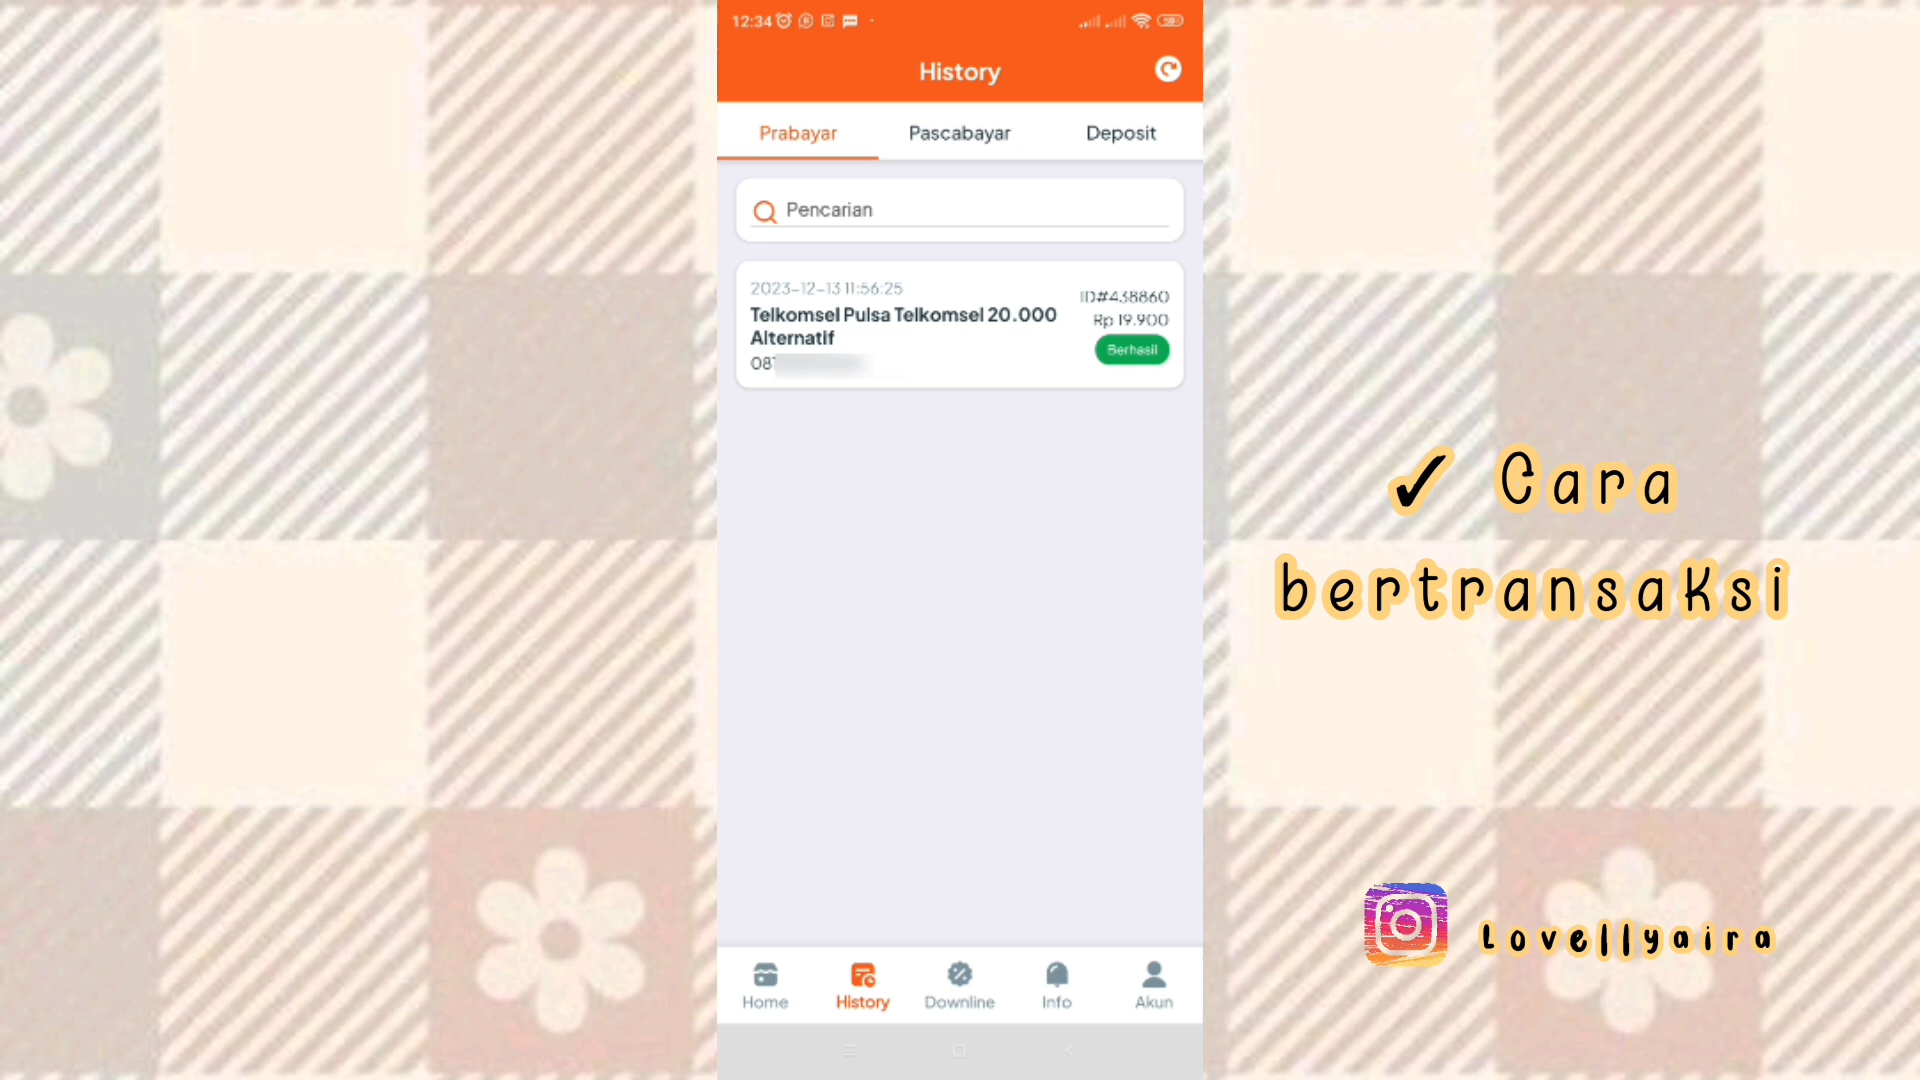 12:34
History
Prabayar Pascabayar Deposit
Pencarian
2023-12-13 11:56:25
ID#438860
Telkomsel Pulsa Telkomsel 20.000
Alternatif
Rp 19.900
Berhasil
08
✓ Cara
bertransaksi
Lovellyaira
Home History Downline Info Akun